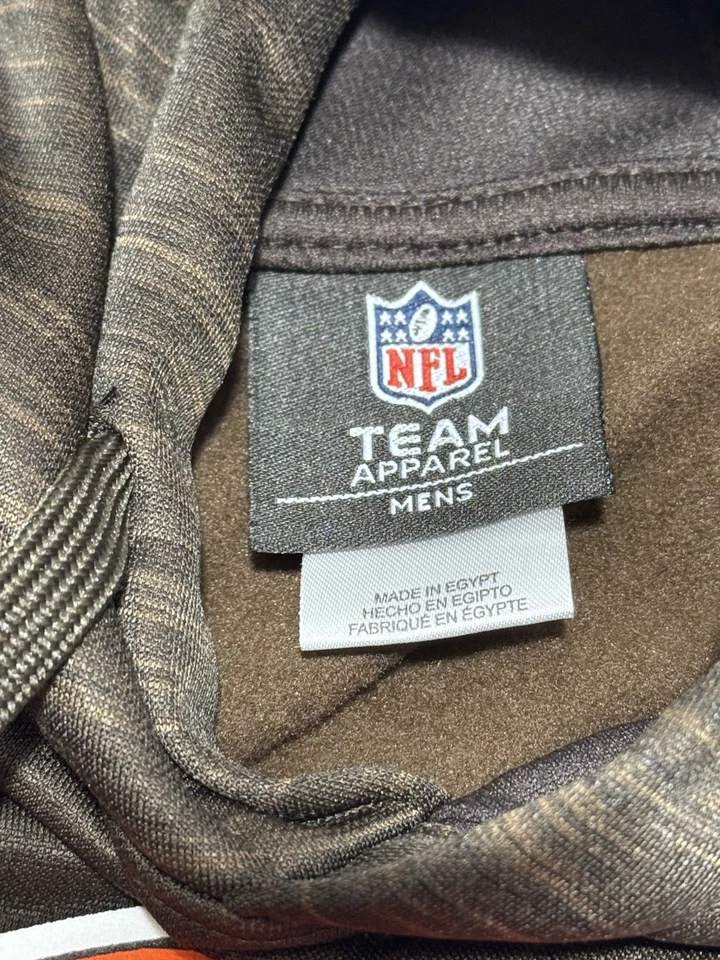 NFL
TEAM
APPAREL
MENS
MADE IN EGYPT
HECHO EN EGIPTO
FABRIQUÉ EN ÉGYPTE